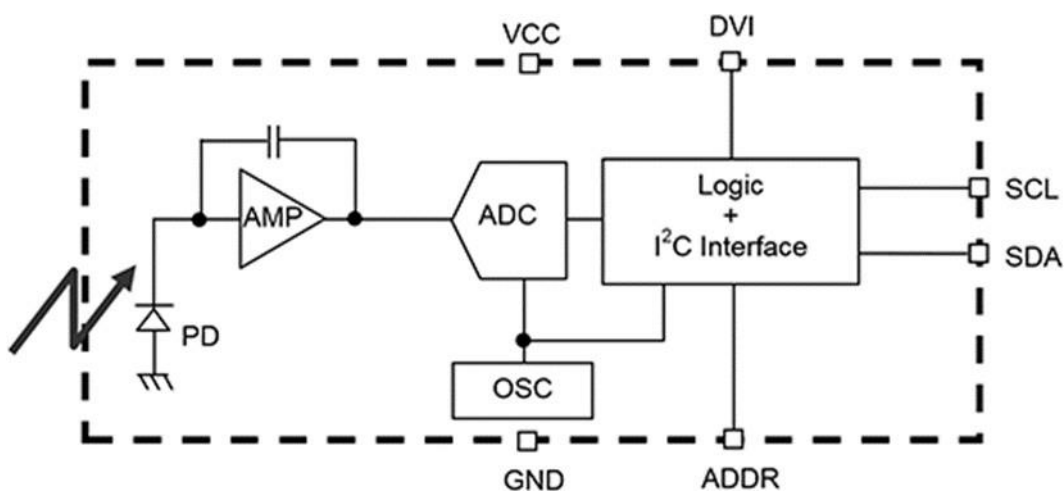 VCC
DVI
AMP
ADC
Logic
+
I²C Interface
SCL
SDA
PD
OSC
GND
ADDR